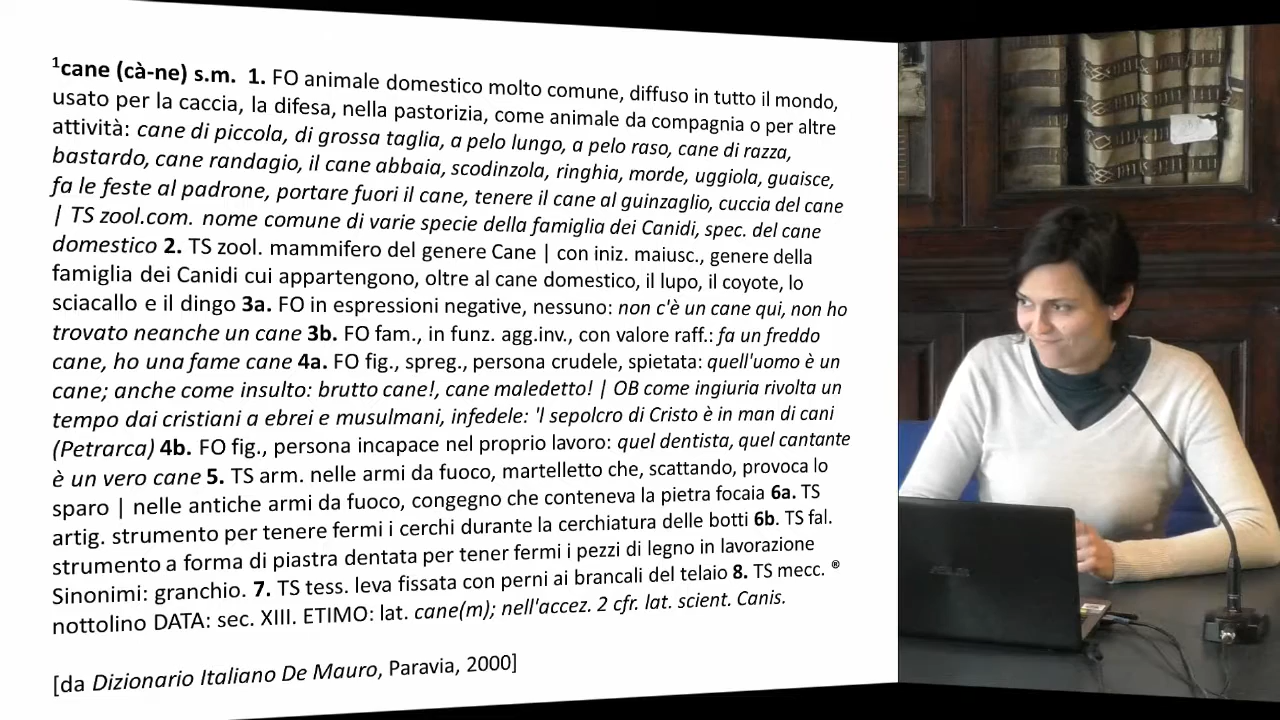 ¹cane (cà-ne) s.m. 1. FO animale domestico molto comune, diffuso in tutto il mondo,
usato per la caccia, la difesa, nella pastorizia, come animale da compagnia o per altre
attività: cane di piccola, di grossa taglia, a pelo lungo, a pelo raso, cane di razza,
bastardo, cane randagio, il cane abbaia, scodinzola, ringhia, morde, uggiola, guaisce,
fa le feste al padrone, portare fuori il cane, tenere il cane al guinzaglio, cuccia del cane
| TS zool.com. nome comune di varie specie della famiglia dei Canidi, spec. del cane
domestico 2. TS zool. mammifero del genere Cane | con iniz. maiusc., genere della
famiglia dei Canidi cui appartengono, oltre al cane domestico, il lupo, il coyote, lo
sciacallo e il dingo 3a. FO in espressioni negative, nessuno: non c'è un cane qui, non ho
trovato neanche un cane 3b. FO fam., in funz. agg.inv., con valore raff.: fa un freddo
cane, ho una fame cane 4a. FO fig., spreg., persona crudele, spietata: quell'uomo è un
cane; anche come insulto: brutto cane!, cane maledetto! | OB come ingiuria rivolta un
tempo dai cristiani a ebrei e musulmani, infedele: 'l sepolcro di Cristo è in man di cani
(Petrarca) 4b. FO fig., persona incapace nel proprio lavoro: quel dentista, quel cantante
è un vero cane 5. TS arm. nelle armi da fuoco, martelletto che, scattando, provoca lo
sparo | nelle antiche armi da fuoco, congegno che conteneva la pietra focaia 6a. TS
artig. strumento per tenere fermi i cerchi durante la cerchiatura delle botti 6b. TS fal.
strumento a forma di piastra dentata per tener fermi i pezzi di legno in lavorazione
Sinonimi: granchio. 7. TS tess. leva fissata con perni ai brancali del telaio 8. TS mecc. ®
nottolino DATA: sec. XIII. ETIMO: lat. cane(m); nell'accez. 2 cfr. lat. scient. Canis.
[da Dizionario Italiano De Mauro, Paravia, 2000]
ASUS